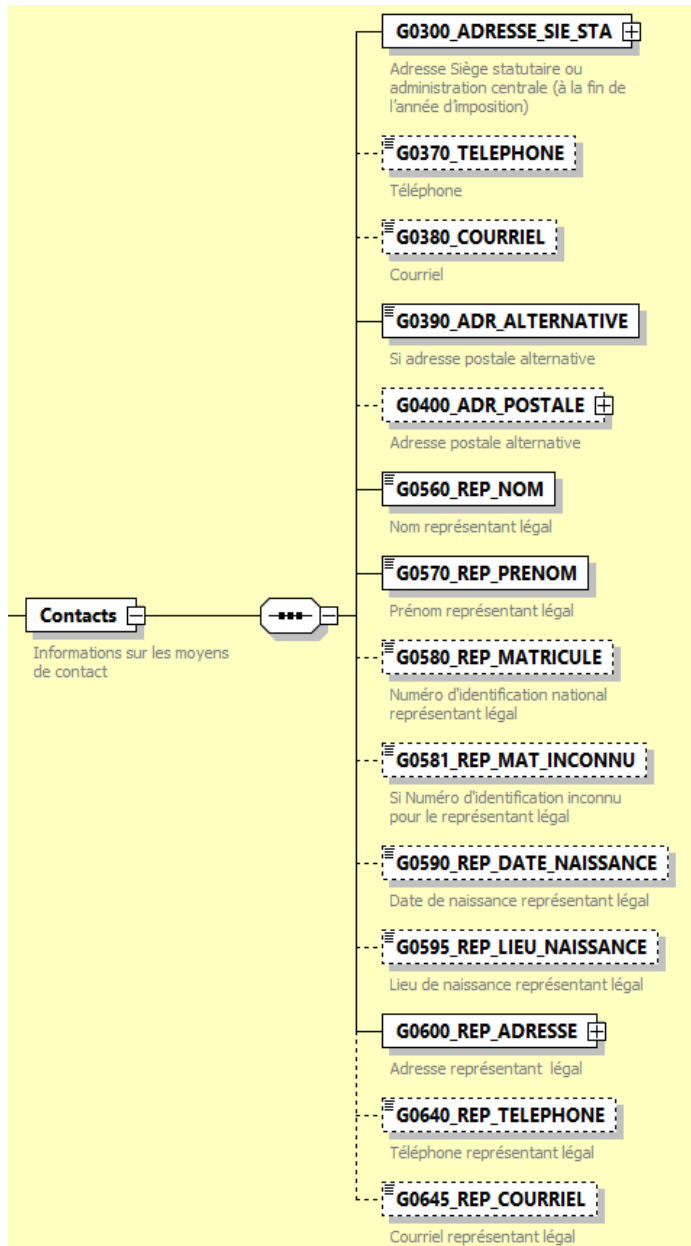 G0300_ADRESSE_SIE_STA
Adresse Siège statutaire ou
administration centrale (à la fin de
l'année d'imposition)
G0370_TELEPHONE
Téléphone
G0380_COURRIEL
Courriel
G0390_ADR_ALTERNATIVE
Si adresse postale alternative
G0400_ADR_POSTALE
Adresse postale alternative
G0560_REP_NOM
Nom représentant légal
G0570_REP_PRENOM
Prénom représentant légal
Contacts
Informations sur les moyens
de contact
G0580_REP_MATRICULE
Numéro d'identification national
représentant légal
G0581_REP_MAT_INCONNU
Si Numéro d'identification inconnu
pour le représentant légal
G0590_REP_DATE_NAISSANCE
Date de naissance représentant légal
G0595_REP_LIEU_NAISSANCE
Lieu de naissance représentant légal
G0600_REP_ADRESSE
Adresse représentant légal
G0640_REP_TELEPHONE
Téléphone représentant légal
G0645_REP_COURRIEL
Courriel représentant légal